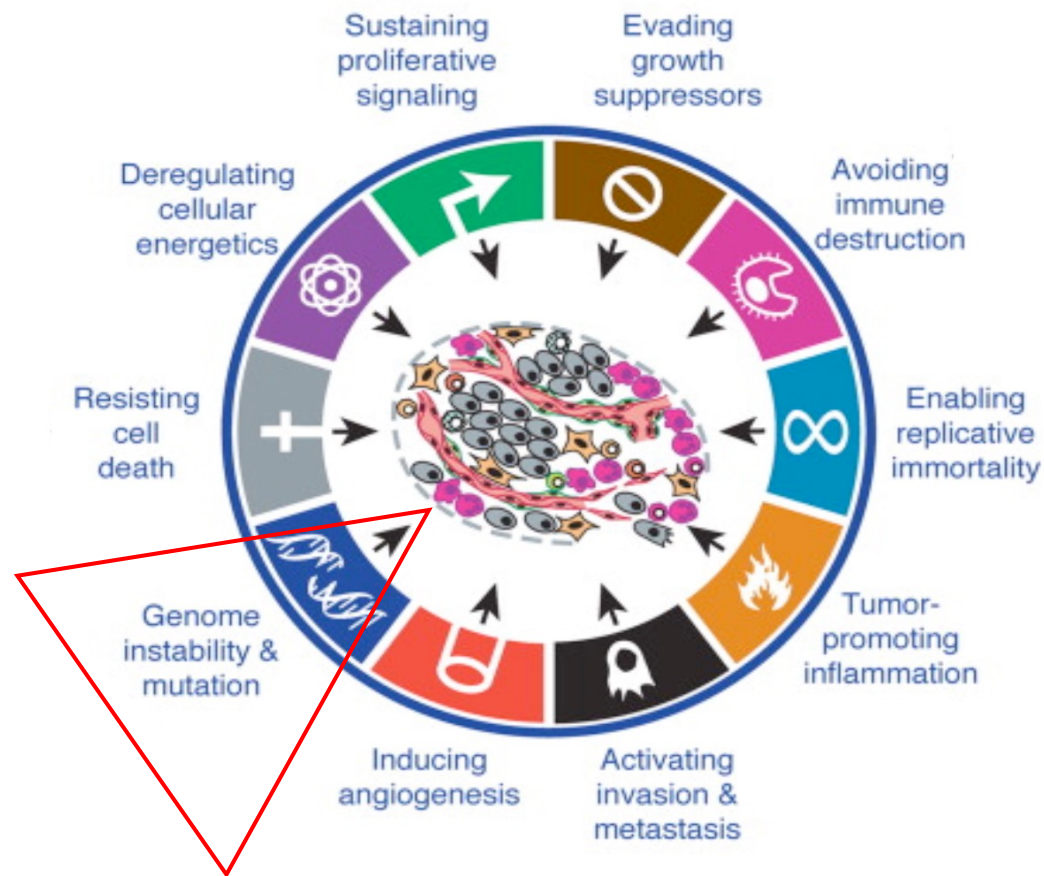 Sustaining
proliferative
signaling
Evading
growth
suppressors
Deregulating
cellular
energetics
Avoiding
immune
destruction
Resisting
cell
death
Enabling
replicative
immortality
Genome
instability &
mutation
Tumor-
promoting
inflammation
Inducing
angiogenesis
Activating
invasion &
metastasis